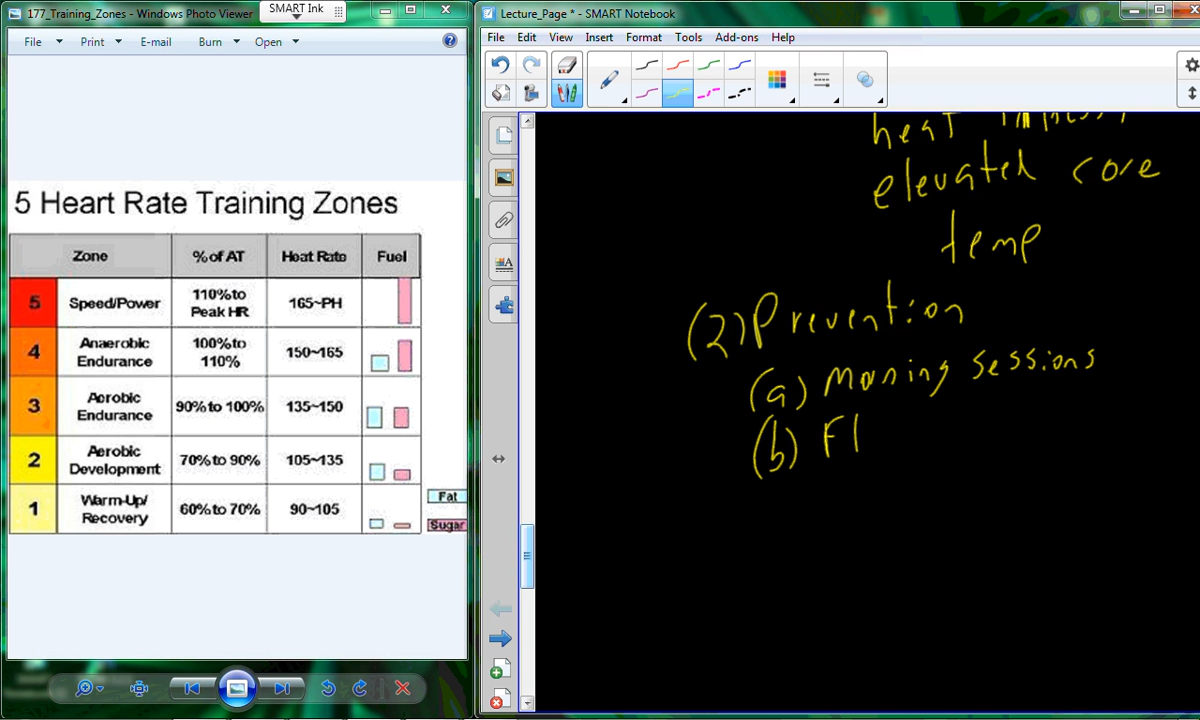 177_Training_Zones - Windows Photo Viewer
SMART Ink
File Print E-mail Burn Open
5 Heart Rate Training Zones
Zone % of AT Heat Rate Fuel
5 Speed/Power 110% to Peak HR 165~PH
4 Anaerobic Endurance 100% to 110% 150~165
3 Aerobic Endurance 90% to 100% 135~150
2 Aerobic Development 70% to 90% 105~135
1 Warm-Up/ Recovery 60% to 70% 90~105
Fat
Sugar
Lecture_Page * - SMART Notebook
File Edit View Insert Format Tools Add-ons Help
heat
elevated core
temp
(2) Prevention
(a) Morning sessions
(b) Fl